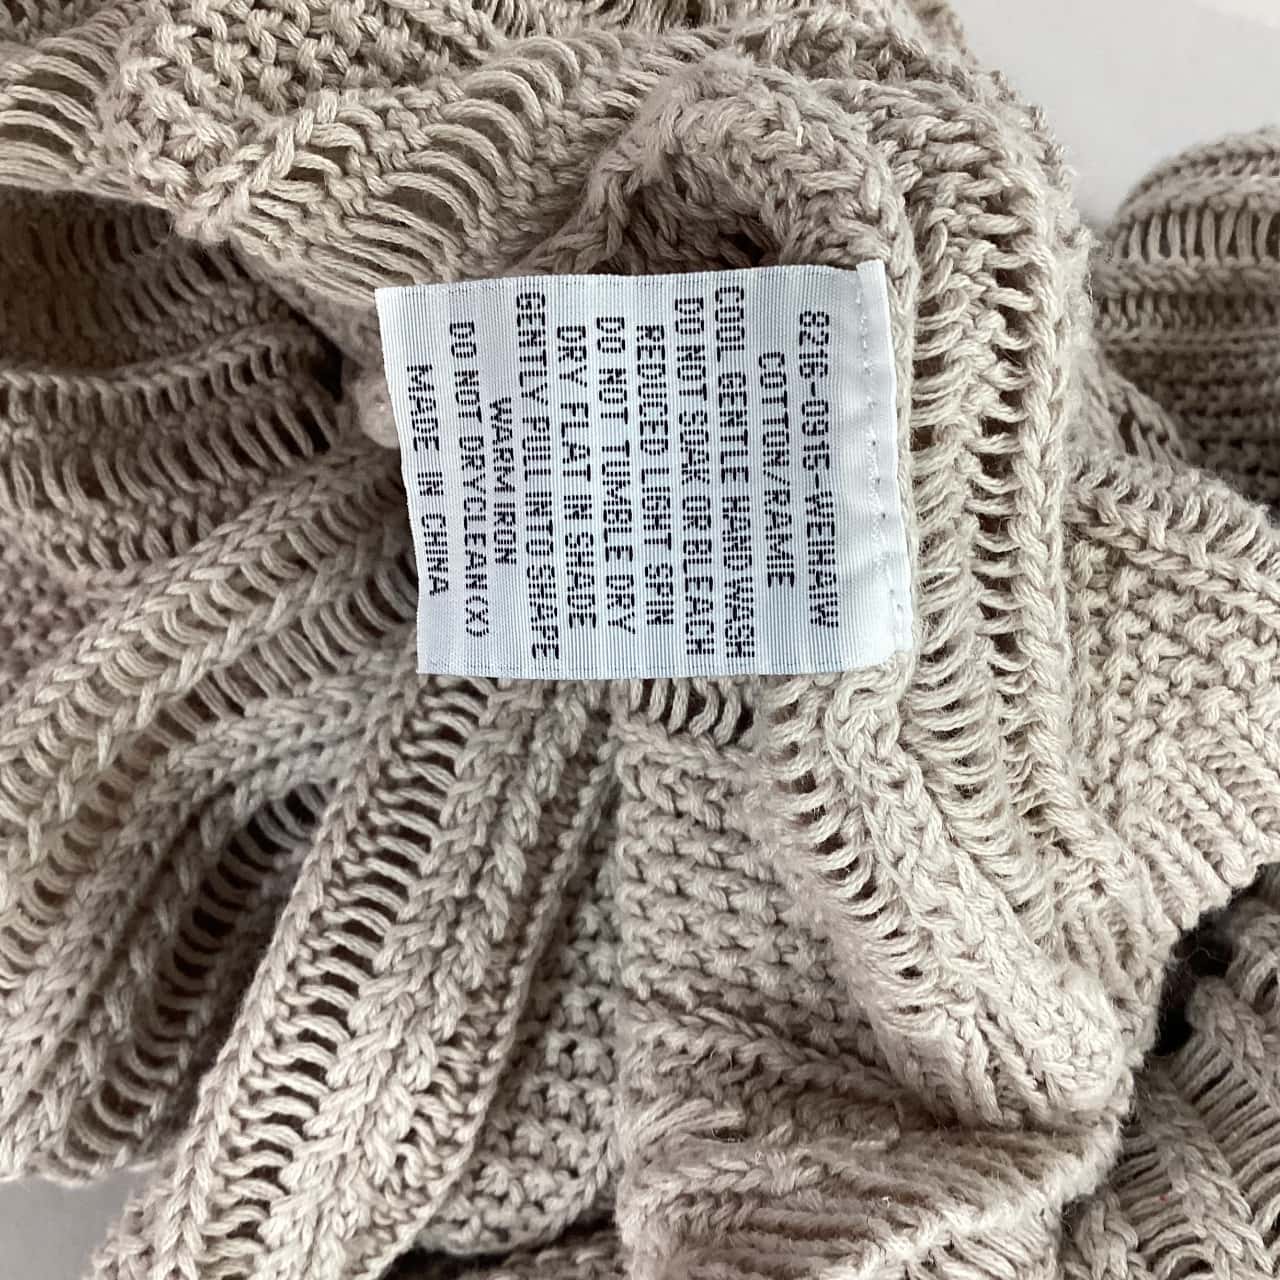 8216-0915-WEIHAIW
COTTON/RAMIE
COOL GENTLE HAND WASH
DO NOT SOAK OR BLEACH
REDUCED LIGHT SPIN
DO NOT TUMBLE DRY
DRY FLAT IN SHADE
GENTLY PULL INTO SHAPE
WARM IRON
DO NOT DRYCLEAN (X)
MADE IN CHINA